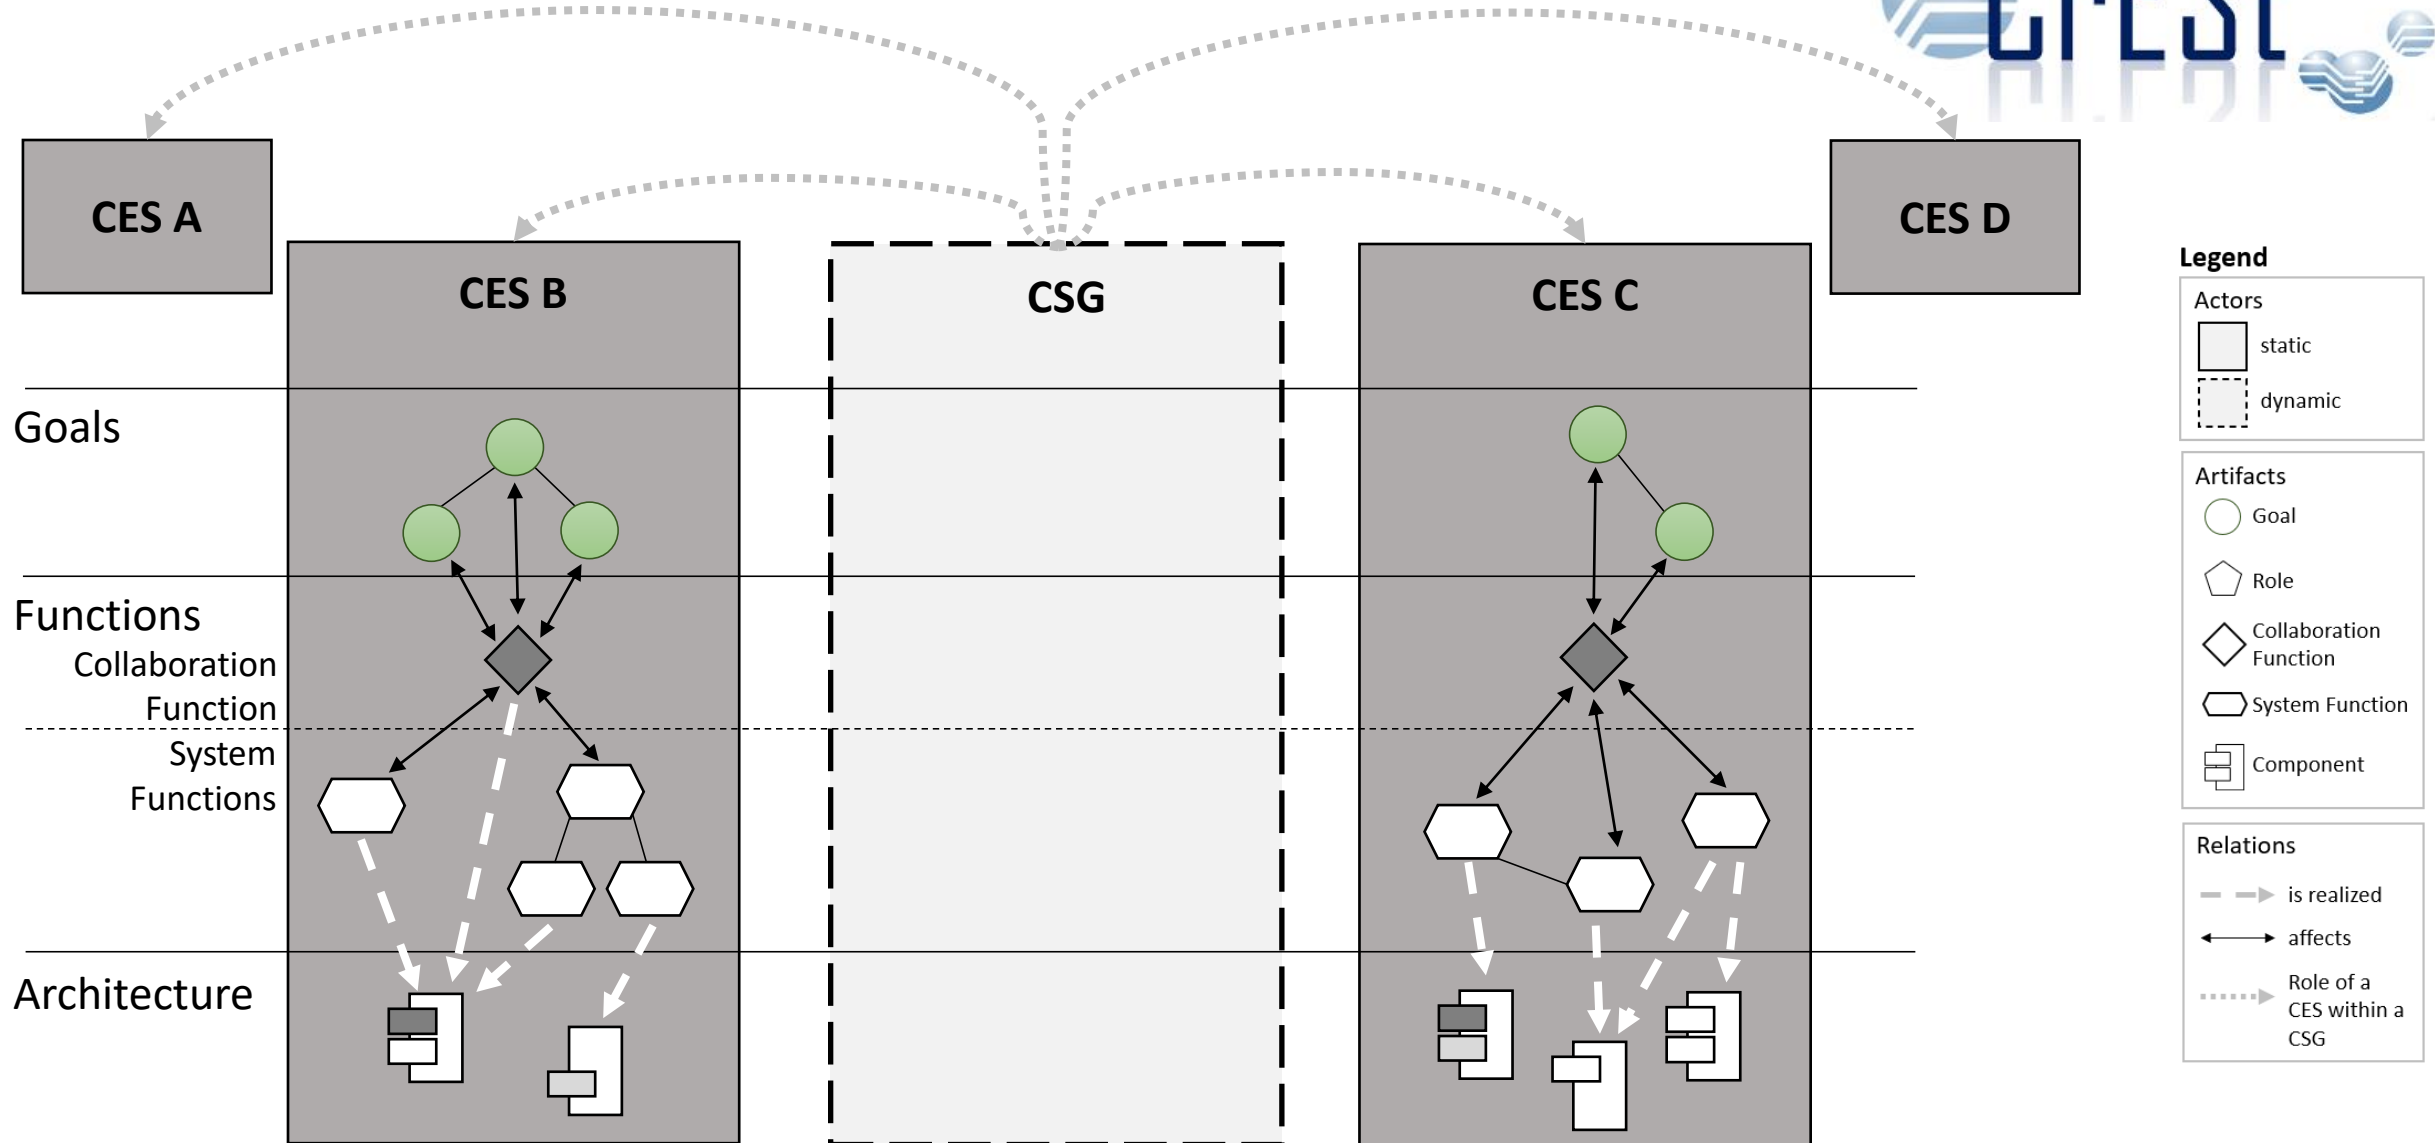 CES A
CES D
CES B
CSG
CES C
Goals
Functions
Collaboration
Function
System
Functions
Architecture
Legend
Actors
static
dynamic
Artifacts
Goal
Role
Collaboration
Function
System Function
Component
Relations
is realized
affects
Role of a
CES within a
CSG